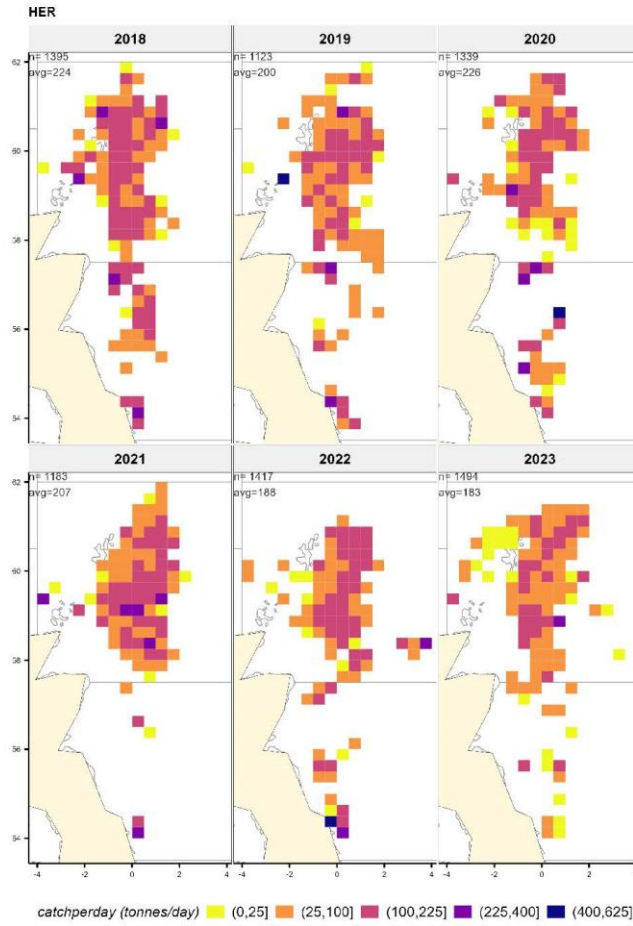 HER
2018 2019 2020
n= 1395 n= 1123 n= 1339
avg=224 avg=200 avg=226
62
60
58
56
54
2021 2022 2023
n= 1183 n= 1417 n= 1494
avg=207 avg=188 avg=183
62
60
58
56
54
-4 -2 0 2 4 -4 -2 0 2 4 -4 -2 0 2 4
catchperday (tonnes/day) (0,25] (25,100] (100,225] (225,400] (400,625]